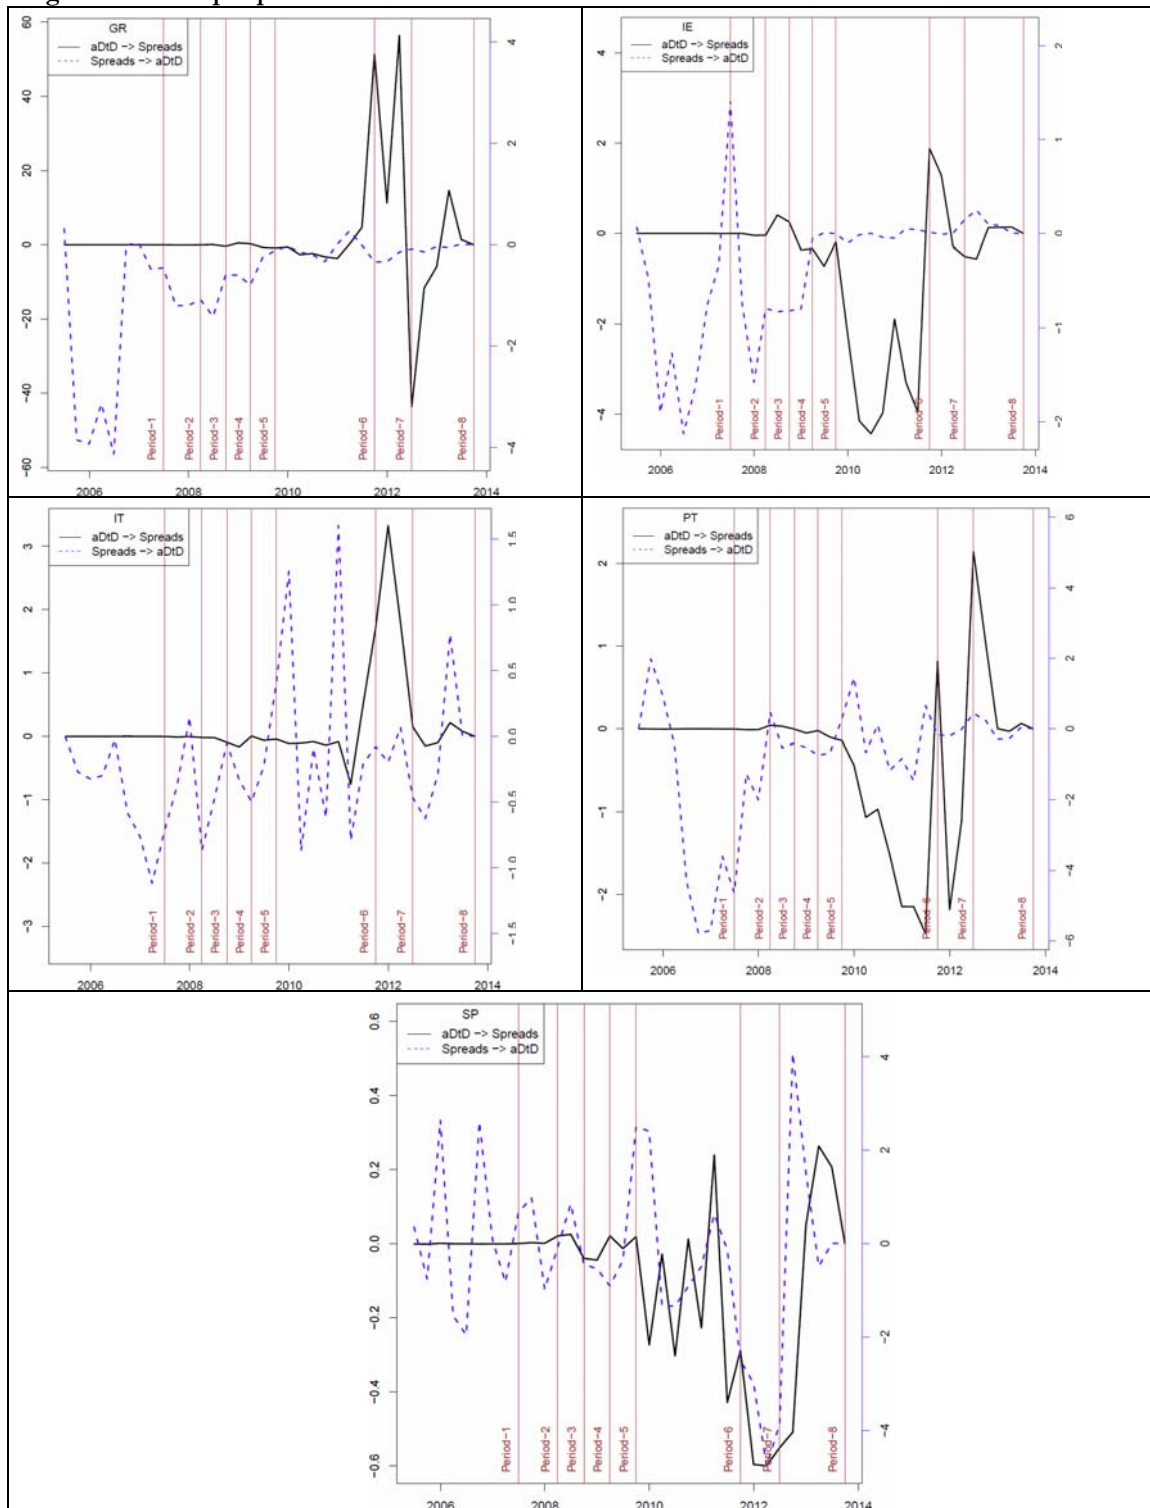 GR
aDtD -> Spreads
Spreads -> aDtD
60
40
20
0
-20
-40
-60
4
2
0
-2
-4
Period-1
Period-2
Period-3
Period-4
Period-5
Period-6
Period-7
Period-8
2006 2008 2010 2012 2014
IE
aDtD -> Spreads
Spreads -> aDtD
4
2
0
-2
-4
2
1
0
-1
-2
Period-1
Period-2
Period-3
Period-4
Period-5
Period-6
Period-7
Period-8
2006 2008 2010 2012 2014
IT
aDtD -> Spreads
Spreads -> aDtD
3
2
1
0
-1
-2
-3
1.5
1.0
0.5
0.0
-0.5
-1.0
-1.5
Period-1
Period-2
Period-3
Period-4
Period-5
Period-6
Period-7
Period-8
2006 2008 2010 2012 2014
PT
aDtD -> Spreads
Spreads -> aDtD
2
1
0
-1
-2
6
4
2
0
-2
-4
-6
Period-1
Period-2
Period-3
Period-4
Period-5
Period-6
Period-7
Period-8
2006 2008 2010 2012 2014
SP
aDtD -> Spreads
Spreads -> aDtD
0.6
0.4
0.2
0.0
-0.2
-0.4
-0.6
4
2
0
-2
-4
Period-1
Period-2
Period-3
Period-4
Period-5
Period-6
Period-7
Period-8
2006 2008 2010 2012 2014